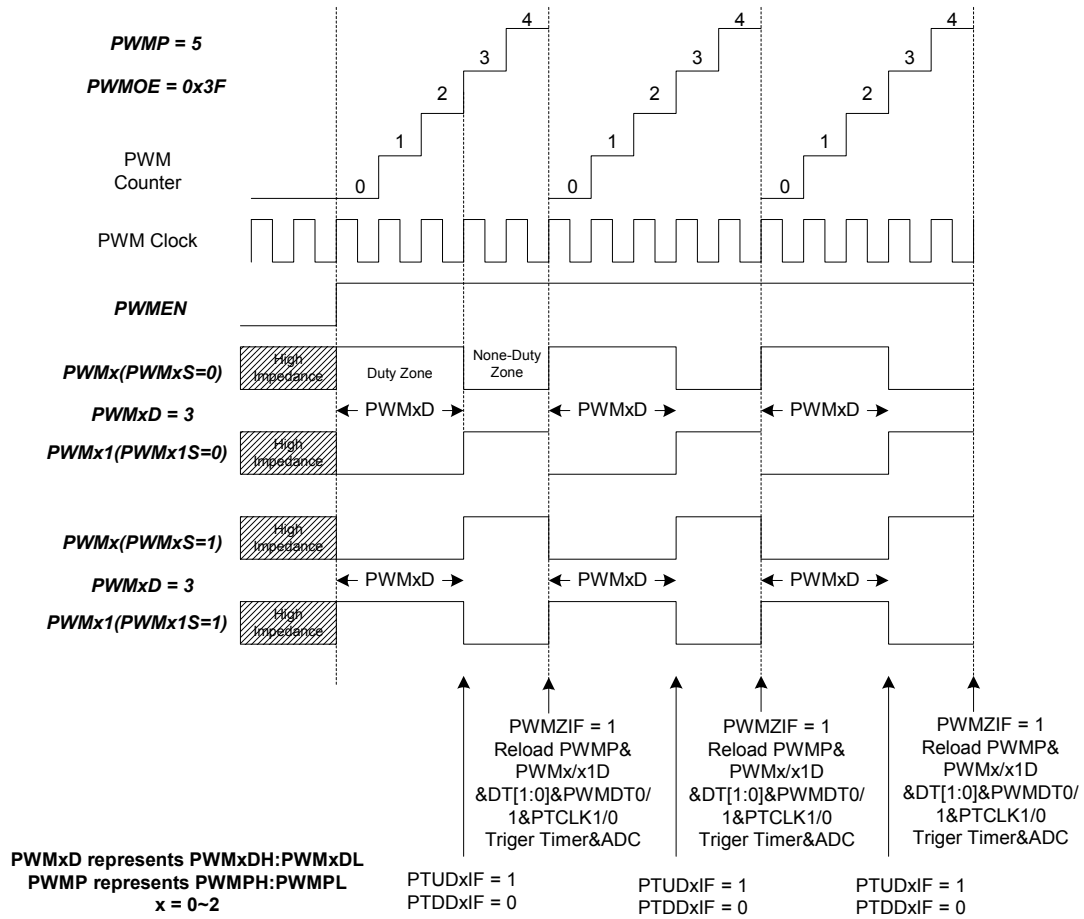 4
4
4
PWMP = 5
3
3
3
PWMOE = 0x3F
2
2
2
1
1
1
PWM
Counter
0
0
0
PWM Clock
PWMEN
High
Impedance
Duty Zone
None-Duty
Zone
PWMx(PWMxS=0)
PWMxD = 3
PWMxD
PWMxD
PWMxD
High
Impedance
PWMx1(PWMx1S=0)
High
Impedance
PWMx(PWMxS=1)
PWMxD = 3
PWMxD
PWMxD
PWMxD
High
Impedance
PWMx1(PWMx1S=1)
PWMZIF = 1
Reload PWMP&
PWMx/x1D
&DT[1:0]&PWMDT0/
1&PTCLK1/0
Triger Timer&ADC
PWMZIF = 1
Reload PWMP&
PWMx/x1D
&DT[1:0]&PWMDT0/
1&PTCLK1/0
Triger Timer&ADC
PWMZIF = 1
Reload PWMP&
PWMx/x1D
&DT[1:0]&PWMDT0/
1&PTCLK1/0
Triger Timer&ADC
PWMxD represents PWMxDH:PWMxDL
PWMP represents PWMPH:PWMPL
x = 0~2
PTUDxIF = 1
PTDDxIF = 0
PTUDxIF = 1
PTDDxIF = 0
PTUDxIF = 1
PTDDxIF = 0